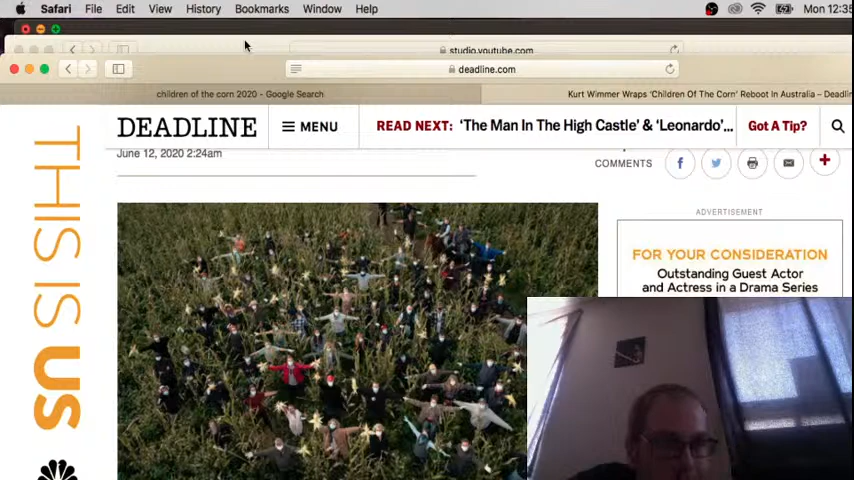 Safari File Edit View History Bookmarks Window Help Mon 12:35
studio.youtube.com
deadline.com
children of the corn 2020 - Google Search Kurt Wimmer Wraps 'Children Of The Corn' Reboot In Australia – Deadlin
DEADLINE MENU READ NEXT: 'The Man In The High Castle' & 'Leonardo'... Got A Tip?
June 12, 2020 2:24am
COMMENTS
ADVERTISEMENT
FOR YOUR CONSIDERATION
Outstanding Guest Actor
and Actress in a Drama Series
THIS IS US